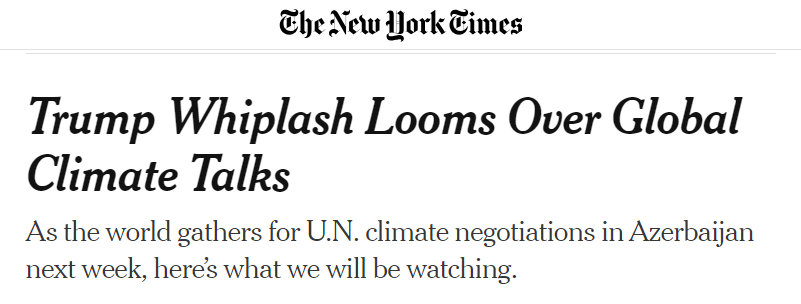 The New York Times
Trump Whiplash Looms Over Global
Climate Talks
As the world gathers for U.N. climate negotiations in Azerbaijan
next week, here’s what we will be watching.